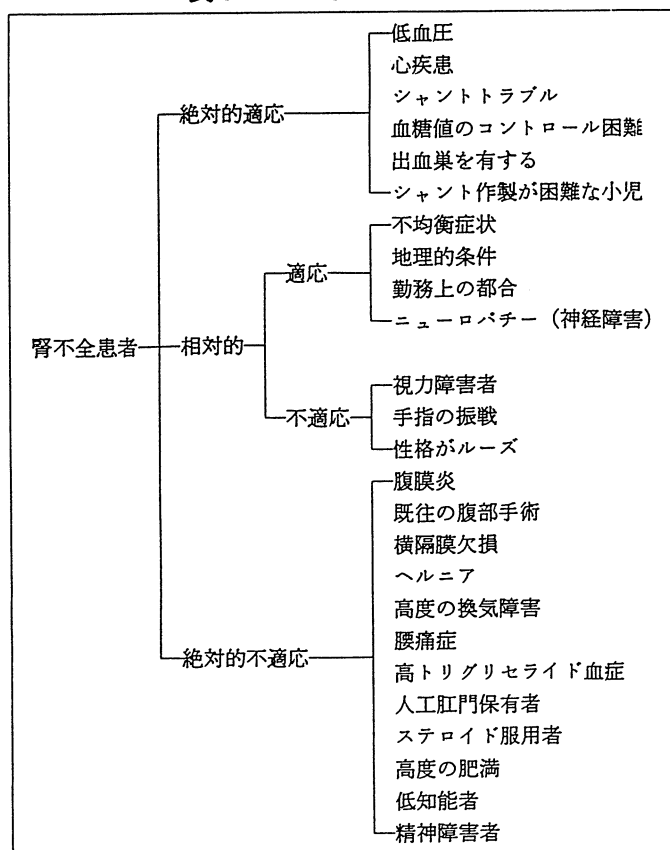 低血圧
心疾患
シャントトラブル
絶対的適応
血糖値のコントロール困難
出血巣を有する
シャント作製が困難な小児
不均衡症状
地理的条件
適応
勤務上の都合
ニューロパチー（神経障害）
腎不全患者
相対的
視力障害者
不適応
手指の振戦
性格がルーズ
腹膜炎
既往の腹部手術
横隔膜欠損
ヘルニア
高度の換気障害
腰痛症
絶対的不適応
高トリグリセライド血症
人工肛門保有者
ステロイド服用者
高度の肥満
低知能者
精神障害者